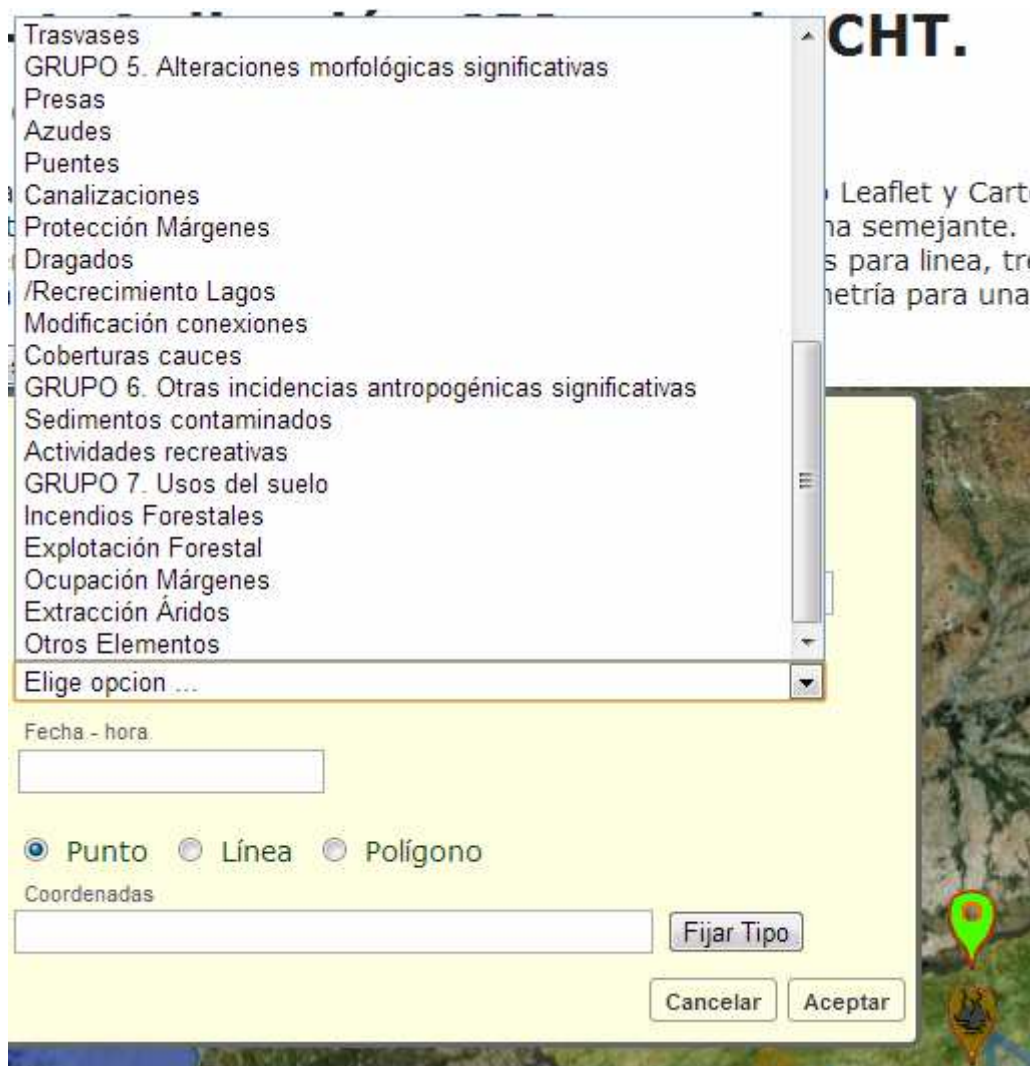 CHT.
Trasvases
GRUPO 5. Alteraciones morfológicas significativas
Presas
Azudes
Puentes
Canalizaciones
Protección Márgenes
Dragados
/Recrecimiento Lagos
Modificación conexiones
Coberturas cauces
GRUPO 6. Otras incidencias antropogénicas significativas
Sedimentos contaminados
Actividades recreativas
GRUPO 7. Usos del suelo
Incendios Forestales
Explotación Forestal
Ocupación Márgenes
Extracción Áridos
Otros Elementos
Elige opcion ...
Leaflet y Cart
na semejante.
s para linea, tre
netría para una
Fecha - hora
Punto Línea Polígono
Coordenadas
Fijar Tipo
Cancelar Aceptar